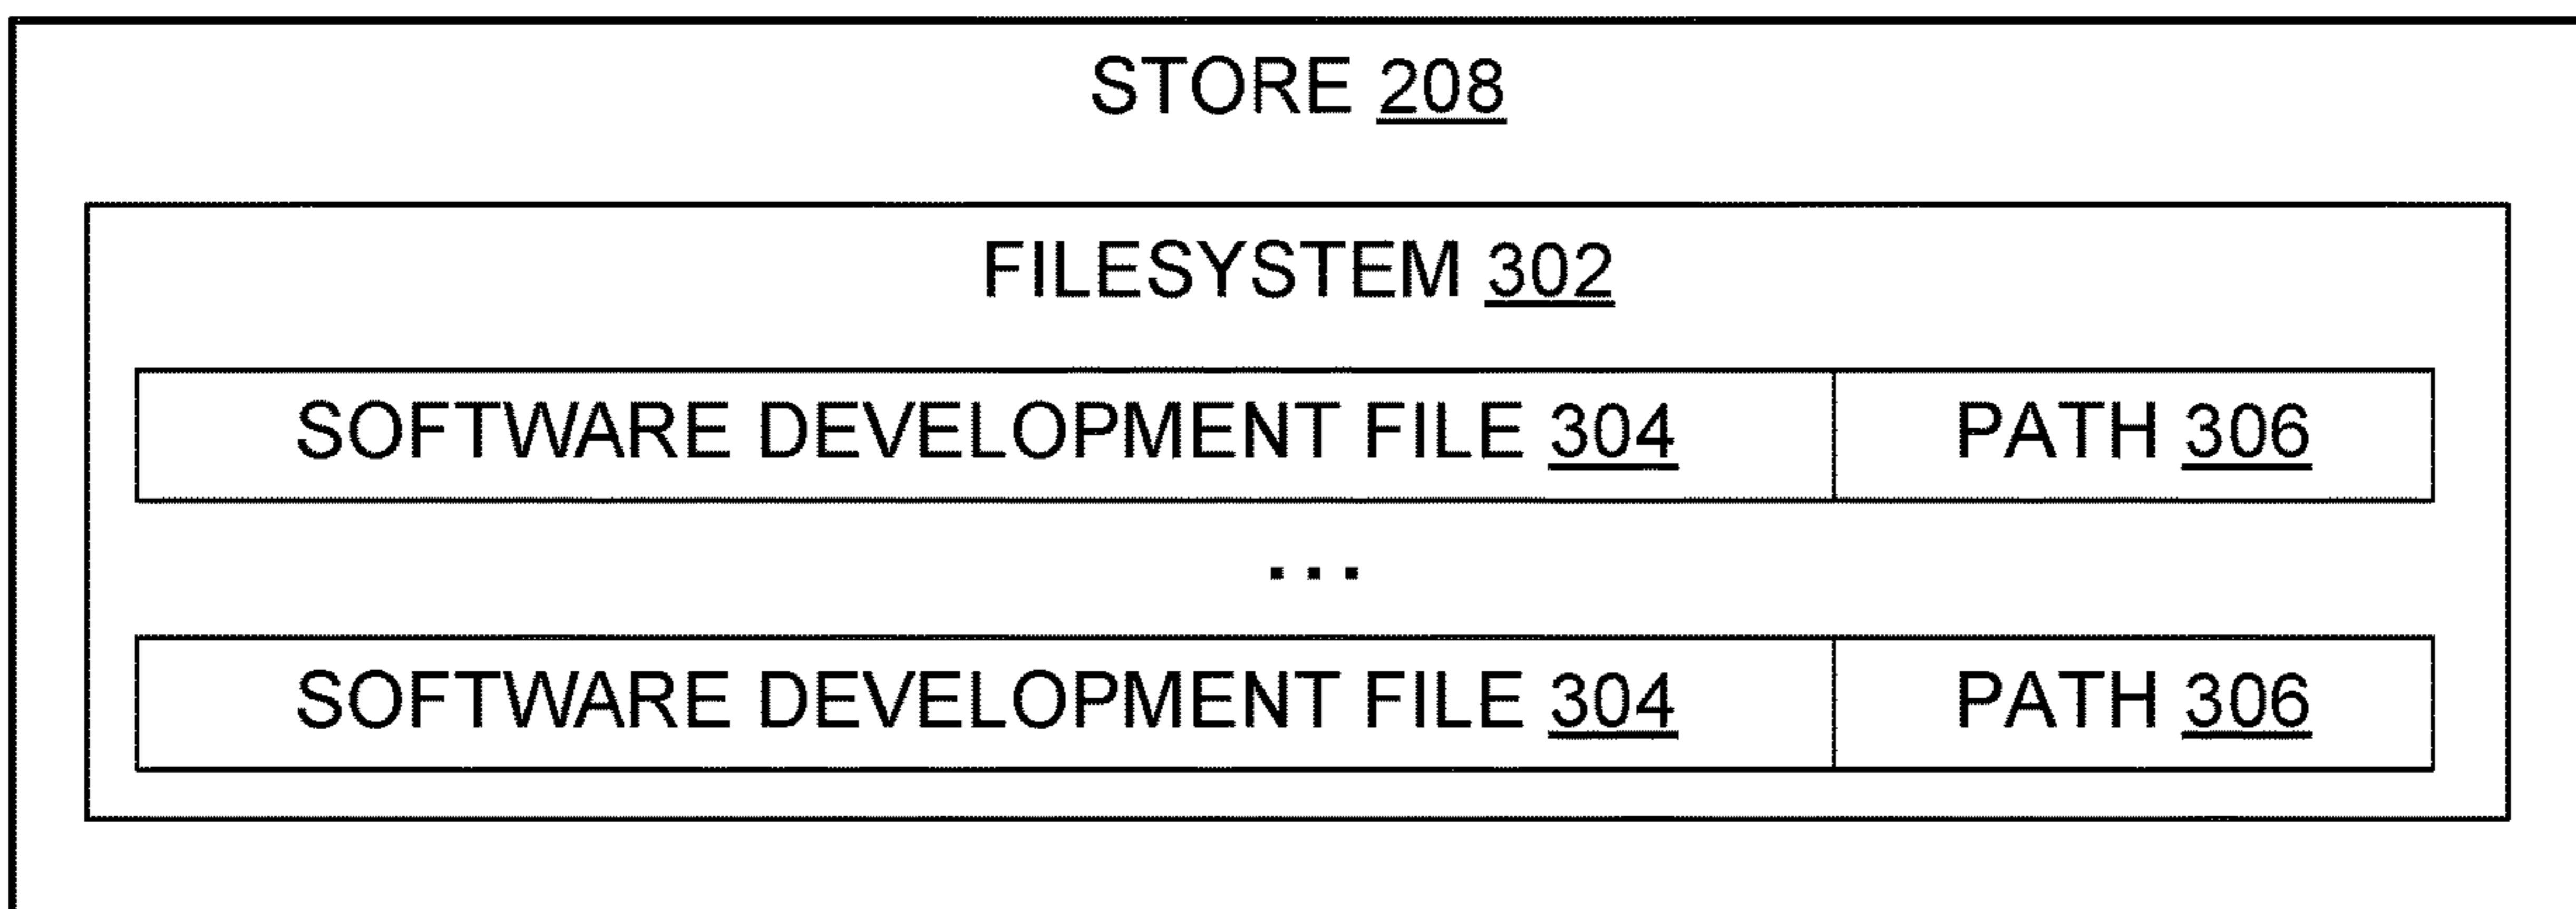 STORE 208
FILESYSTEM 302
SOFTWARE DEVELOPMENT FILE 304 PATH 306
...
SOFTWARE DEVELOPMENT FILE 304 PATH 306